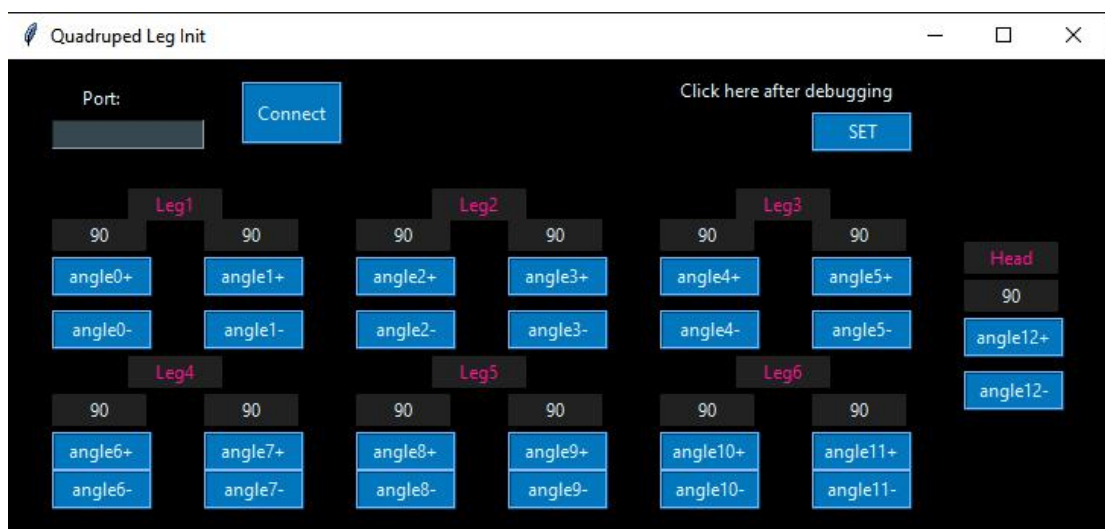 Quadruped Leg Init
Port:
Connect
Click here after debugging
SET
Leg1 Leg2 Leg3
90 90 90 90 90 90
Head
angle0+ angle1+ angle2+ angle3+ angle4+ angle5+
90
angle0- angle1- angle2- angle3- angle4- angle5-
angle12+
Leg4 Leg5 Leg6
angle12-
90 90 90 90 90 90
angle6+ angle7+ angle8+ angle9+ angle10+ angle11+
angle6- angle7- angle8- angle9- angle10- angle11-